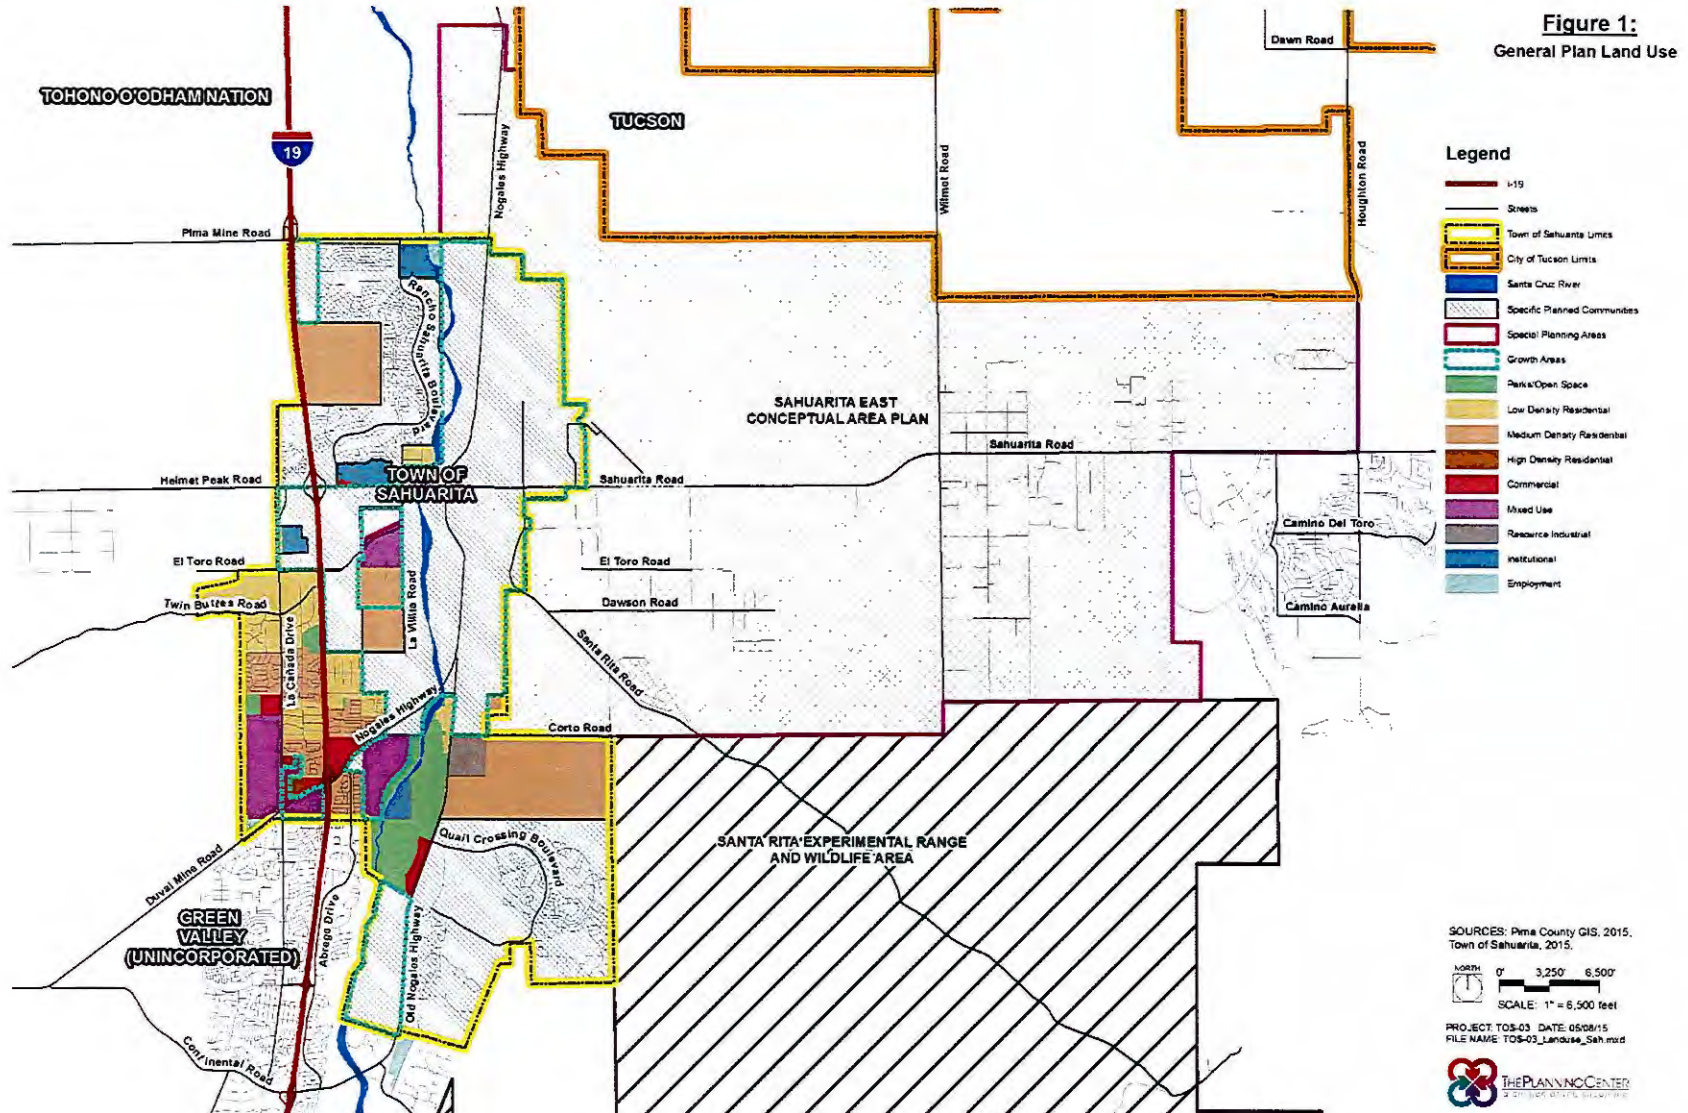 Figure 1:
General Plan Land Use
TOHONO O'ODHAM NATION
19
TUCSON
Dawn Road
Nogales Highway
Wilmot Road
Houghton Road
Pima Mine Road
Rancho Sahuarita Boulevard
SAHUARITA EAST
CONCEPTUAL AREA PLAN
Sahuarita Road
Helmet Peak Road
TOWN OF
SAHUARITA
Sahuarita Road
Camino Del Toro
El Toro Road
El Toro Road
Twin Buttes Road
Dawson Road
Camino Aurelia
La Cañada Drive
La Villita Road
Santa Rita Road
Nogales Highway
Corto Road
Quail Crossing Boulevard
SANTA RITA EXPERIMENTAL RANGE
AND WILDLIFE AREA
Duval Mine Road
GREEN
VALLEY
(UNINCORPORATED)
Abrego Drive
Old Nogales Highway
Continental Road
Legend
I-19
Streets
Town of Sahuarita Limits
City of Tucson Limits
Santa Cruz River
Specific Planned Communities
Special Planning Areas
Growth Areas
Parks/Open Space
Low Density Residential
Medium Density Residential
High Density Residential
Commercial
Mixed Use
Resource Industrial
Institutional
Employment
SOURCES: Pima County GIS, 2015,
Town of Sahuarita, 2015.
NORTH
0' 3,250' 6,500'
SCALE: 1" = 6,500 feet
PROJECT: TOS-03 DATE: 05/08/15
FILE NAME: TOS-03_Landuse_Sah.mxd
THE PLANNING CENTER